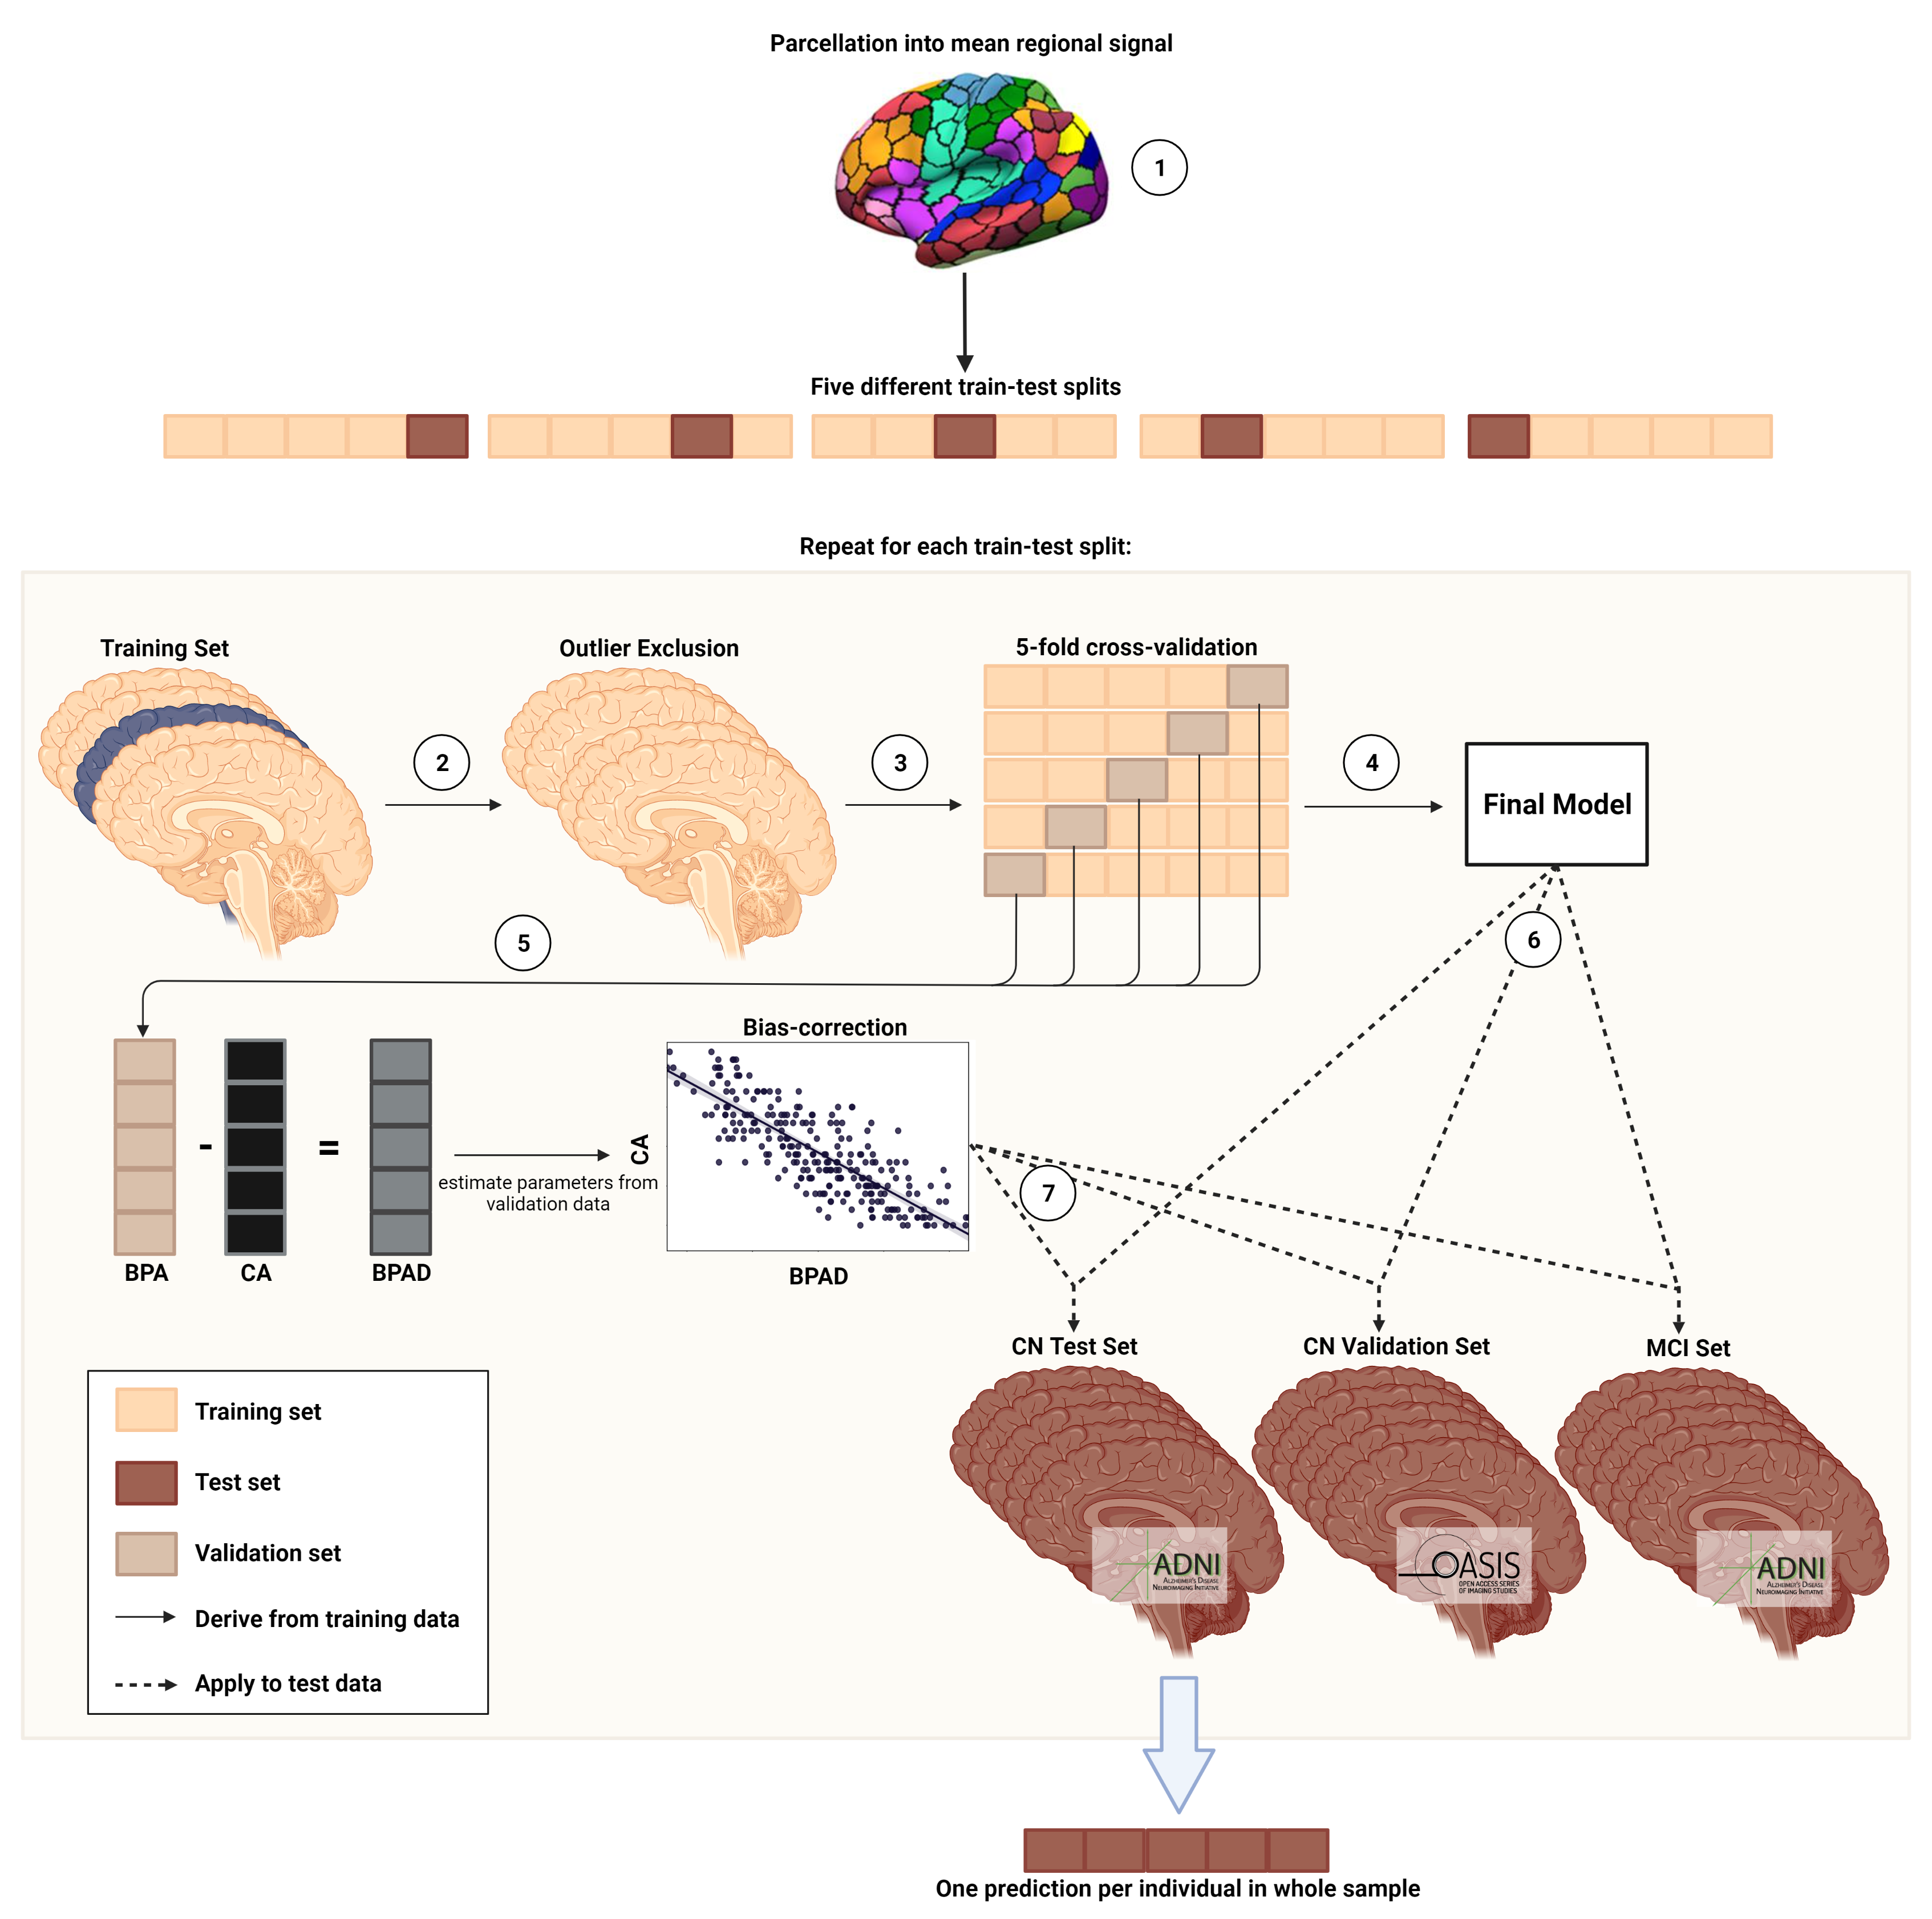 Parcellation into mean regional signal
1
Five different train-test splits
Repeat for each train-test split:
Training Set
Outlier Exclusion
5-fold cross-validation
2
3
4
Final Model
5
6
Bias-correction
-
=
CA
estimate parameters from
validation data
7
BPA
CA
BPAD
BPAD
CN Test Set
CN Validation Set
MCI Set
Training set
Test set
Validation set
Derive from training data
Apply to test data
ADNI
ALZHEIMER'S DISEASE
NEUROIMAGING INITIATIVE
OASIS
OPEN ACCESS SERIES
OF IMAGING STUDIES
ADNI
ALZHEIMER'S DISEASE
NEUROIMAGING INITIATIVE
One prediction per individual in whole sample